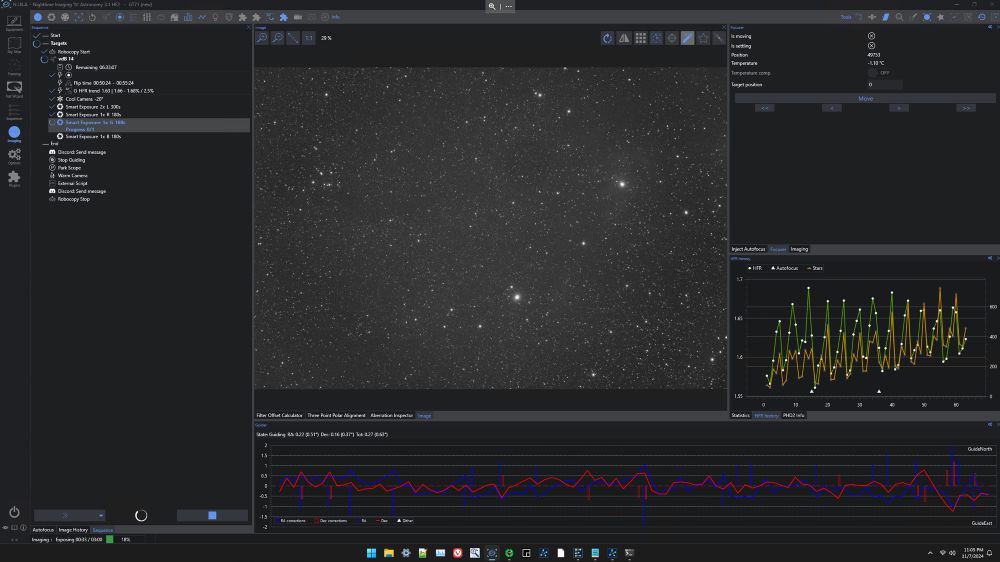 N.I.N.A. - Nighttime Imaging 'N' Astronomy 3.1 HF2 - GT71 (new)
Info
Tools
Equipment
Sky Atlas
Framing
Flat Wizard
Sequencer
Imaging
Options
Plugins
Sequence
Start
Targets
Robocopy Start
vdB 14
Remaining 06:33:07
Flip time 00:50:24 - 00:55:24
G HFR trend 1.63 | 1.66 - 1.68% / 2.5%
Cool Camera -20°
Smart Exposure 2x L 300s
Smart Exposure 1x R 180s
Smart Exposure 1x G 180s
Progress 0/1
Smart Exposure 1x B 180s
End
Discord: Send message
Stop Guiding
Park Scope
Warm Camera
External Script
Discord: Send message
Robocopy Stop
Autofocus
Image History
Sequence
Imaging : Exposing 00:33 / 03:00
18%
Image
1:1
29 %
Filter Offset Calculator
Three Point Polar Alignment
Aberration Inspector
Image
Focuser
Is moving
Is settling
Position
49753
Temperature
-1.10 °C
Temperature comp.
OFF
Target position
0
Move
<<
<
>
>>
Inject Autofocus
Focuser
Imaging
HFR history
HFR
Autofocus
Stars
1.7
1.65
1.6
1.55
800
600
400
200
0
0
10
20
30
40
50
60
Statistics
HFR history
PHD2 Info
Guider
State: Guiding RA: 0.22 (0.51") Dec: 0.16 (0.37") Tot: 0.27 (0.63")
2
1.5
1
0.5
0
-0.5
-1
-1.5
-2
GuideNorth
GuideEast
RA corrections
Dec corrections
RA
Dec
Dither
11:05 PM
11/7/2024